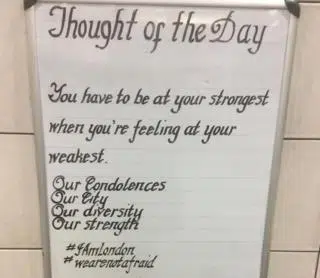 Thought of the Day
You have to be at your strongest
when you're feeling at your
weakest.
Our Condolences
Our City
Our diversity
Our strength
#IAmLondon
#wearenotafraid